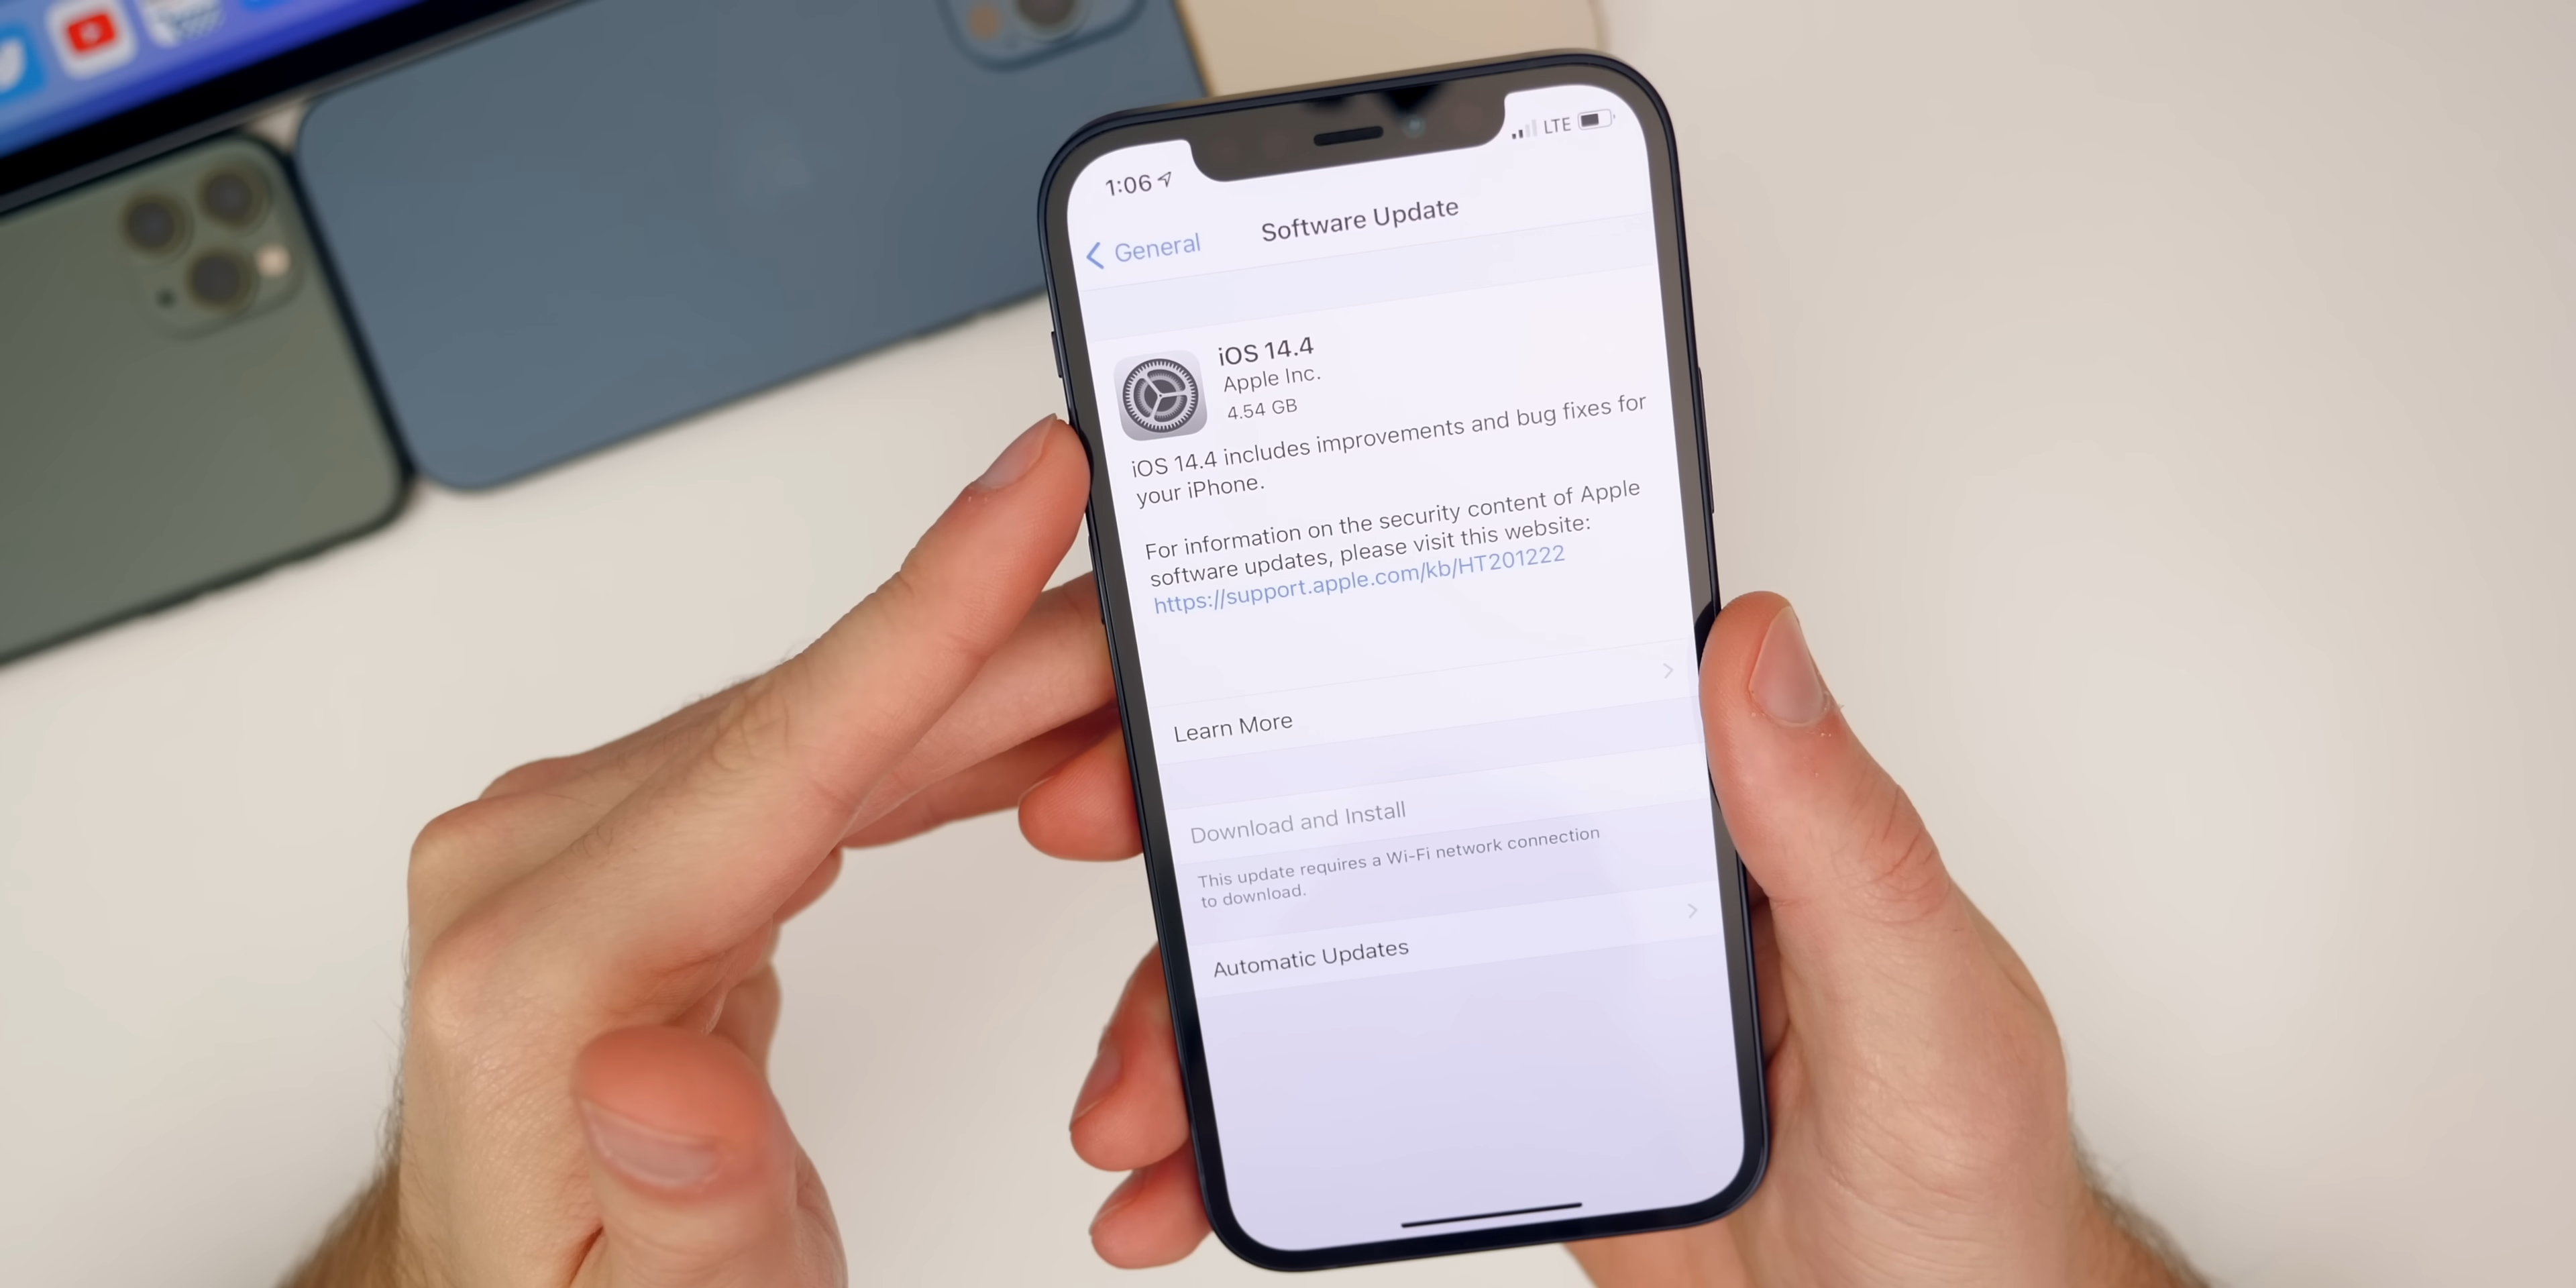 1:06
LTE
General
Software Update
iOS 14.4
Apple Inc.
4.54 GB
iOS 14.4 includes improvements and bug fixes for
your iPhone.
For information on the security content of Apple
software updates, please visit this website:
https://support.apple.com/kb/HT201222
Learn More
Download and Install
This update requires a Wi-Fi network connection
to download.
Automatic Updates